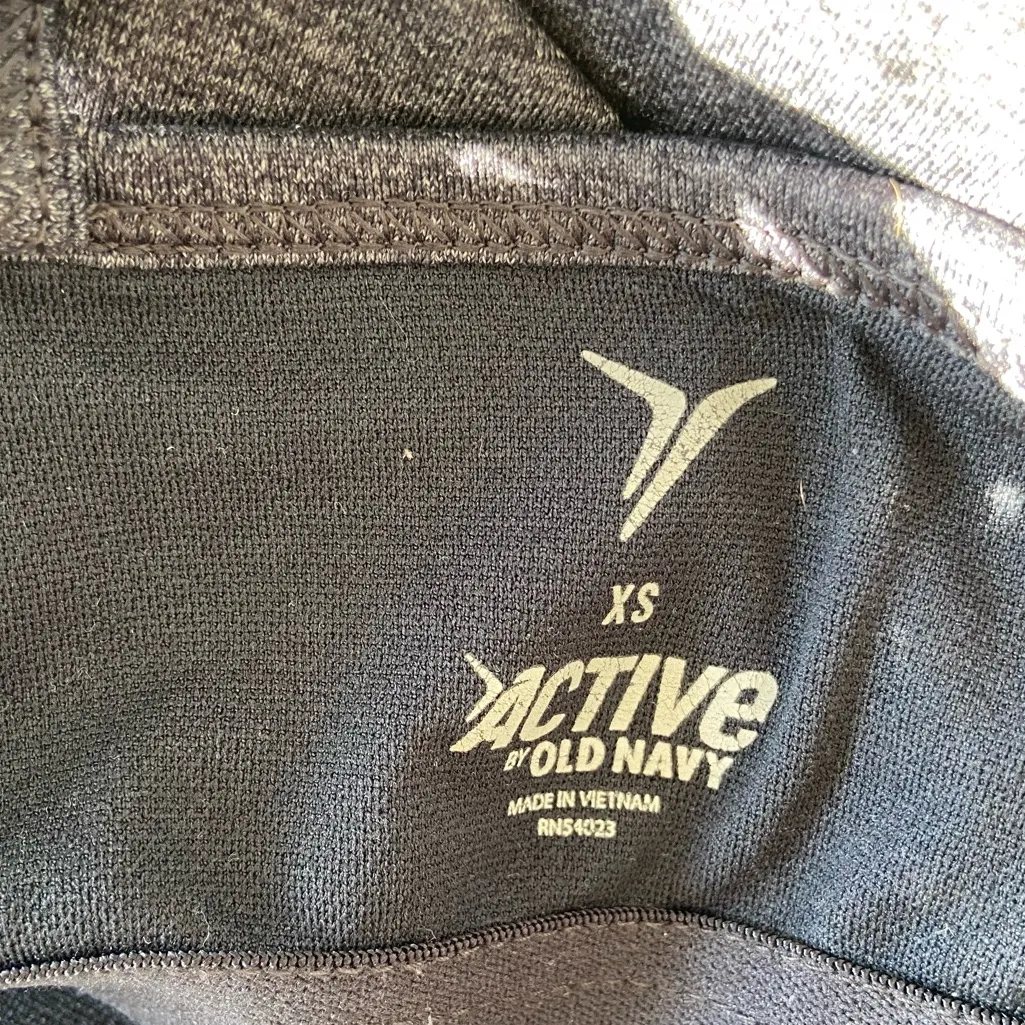 XS
ACTIVe
BY OLD NAVY
MADE IN VIETNAM
RN54023